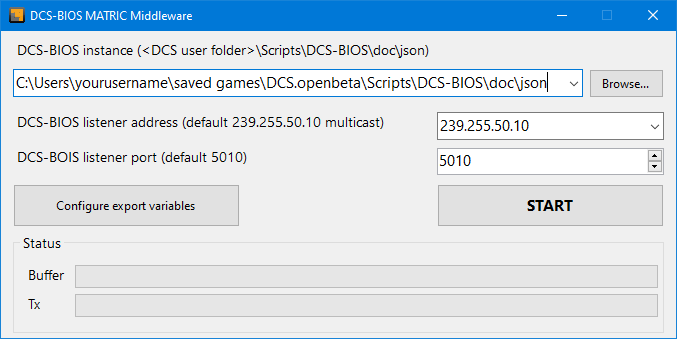 DCS-BIOS MATRIC Middleware
DCS-BIOS instance (<DCS user folder>\Scripts\DCS-BIOS\doc\json)
C:\Users\yourusername\saved games\DCS.openbeta\Scripts\DCS-BIOS\doc\json Browse...
DCS-BIOS listener address (default 239.255.50.10 multicast) 239.255.50.10
DCS-BOIS listener port (default 5010) 5010
Configure export variables START
Status
Buffer
Tx